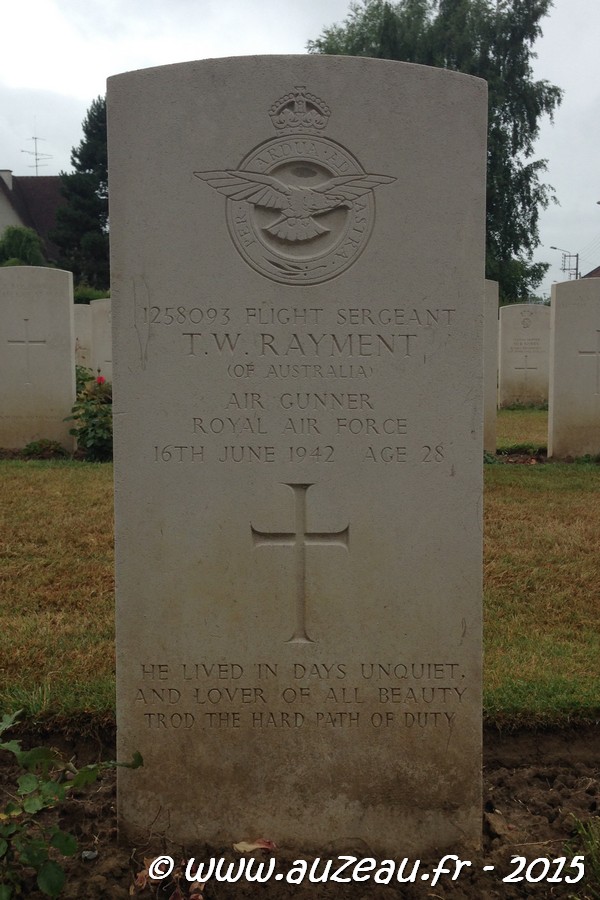 PER ARDUA AD ASTRA
1258093 FLIGHT SERGEANT
T.W. RAYMENT
(OF AUSTRALIA)
AIR GUNNER
ROYAL AIR FORCE
16TH JUNE 1942 AGE 28
HE LIVED IN DAYS UNQUIET,
AND LOVER OF ALL BEAUTY
TROD THE HARD PATH OF DUTY
© www.auzeau.fr - 2015